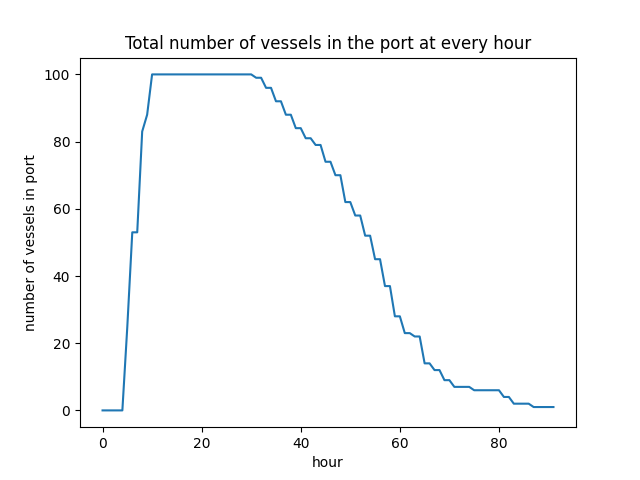 Total number of vessels in the port at every hour
100
80
60
40
20
0
number of vessels in port
0 20 40 60 80
hour